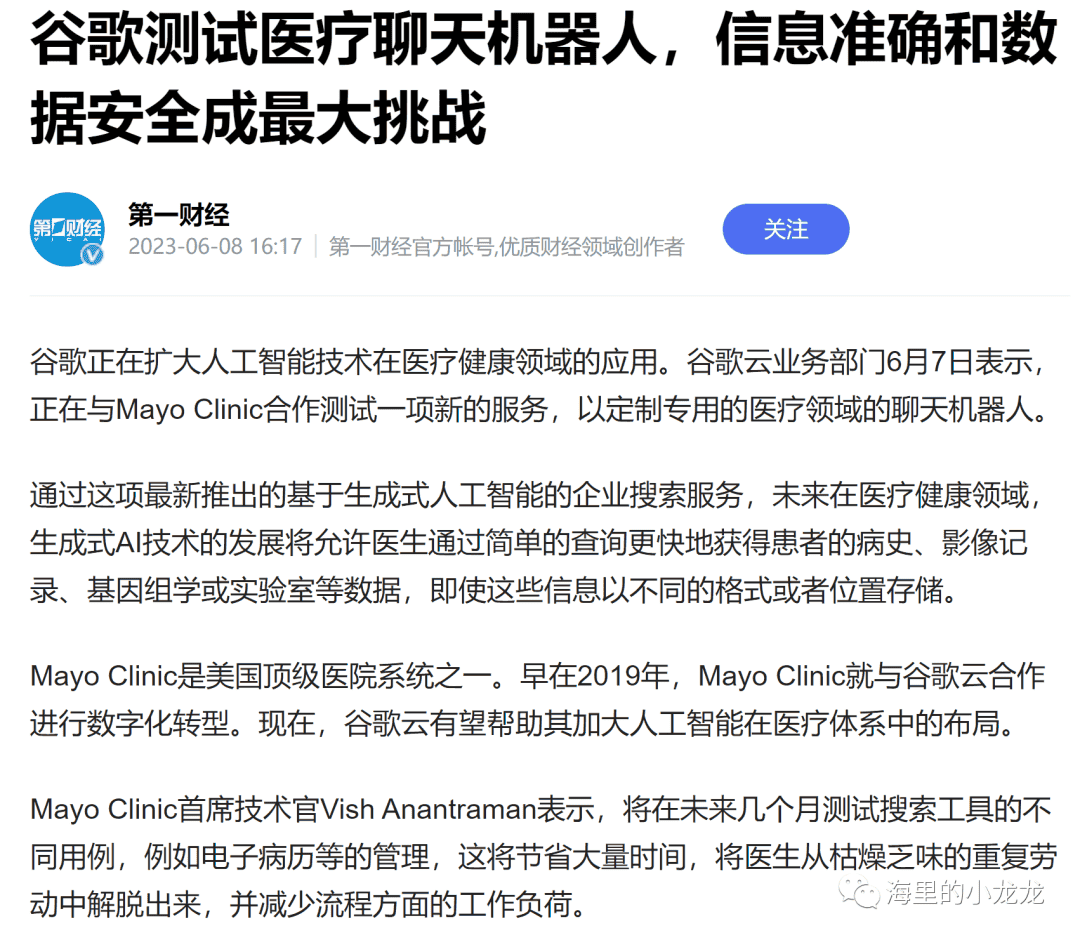 谷歌测试医疗聊天机器人，信息准确和数
据安全成最大挑战
第一财经
YICAI
第一财经
2023-06-08 16:17
第一财经官方帐号,优质财经领域创作者
关注
谷歌正在扩大人工智能技术在医疗健康领域的应用。谷歌云业务部门6月7日表示，
正在与Mayo Clinic合作测试一项新的服务，以定制专用的医疗领域的聊天机器人。
通过这项最新推出的基于生成式人工智能的企业搜索服务，未来在医疗健康领域，
生成式AI技术的发展将允许医生通过简单的查询更快地获得患者的病史、影像记
录、基因组学或实验室等数据，即使这些信息以不同的格式或者位置存储。
Mayo Clinic是美国顶级医院系统之一。早在2019年，Mayo Clinic就与谷歌云合作
进行数字化转型。现在，谷歌云有望帮助其加大人工智能在医疗体系中的布局。
Mayo Clinic首席技术官Vish Anantraman表示，将在未来几个月测试搜索工具的不
同用例，例如电子病历等的管理，这将节省大量时间，将医生从枯燥乏味的重复劳
动中解脱出来，并减少流程方面的工作负荷。
海里的小龙龙